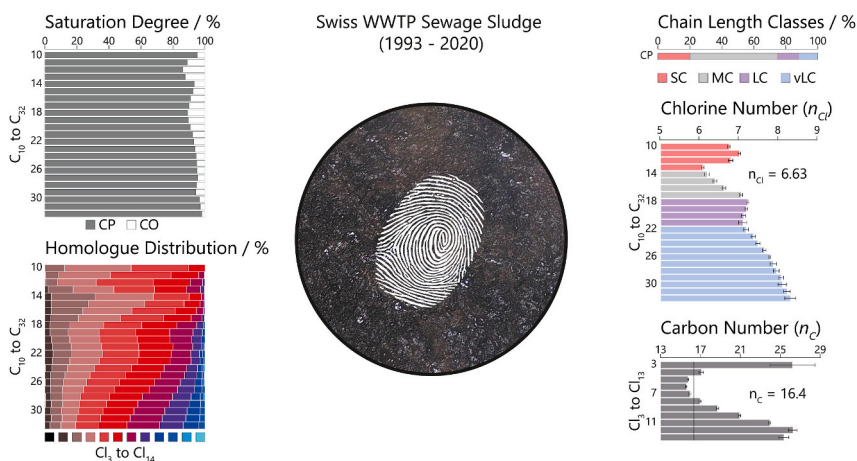 Saturation Degree / %
0 20 40 60 80 100
10
14
18
22
26
30
C10 to C32
CP CO
Homologue Distribution / %
10
14
18
22
26
30
C10 to C32
Cl3 to Cl14
Swiss WWTP Sewage Sludge
(1993 - 2020)
Chain Length Classes / %
0 20 40 60 80 100
CP
SC MC LC vLC
Chlorine Number (nCl)
5 6 7 8 9
10
14
18
22
26
30
C10 to C32
nCl = 6.63
Carbon Number (nC)
13 17 21 25 29
3
7
11
Cl3 to Cl13
nC = 16.4